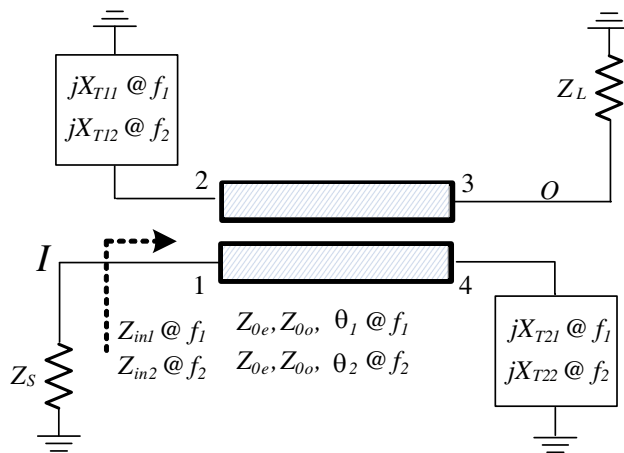 jX_{T11} @ f_1
jX_{T12} @ f_2
Z_L
2
3
O
I
1
4
Z_{in1} @ f_1
Z_{in2} @ f_2
Z_{0e}, Z_{0o}, θ_1 @ f_1
Z_{0e}, Z_{0o}, θ_2 @ f_2
jX_{T21} @ f_1
jX_{T22} @ f_2
Z_S